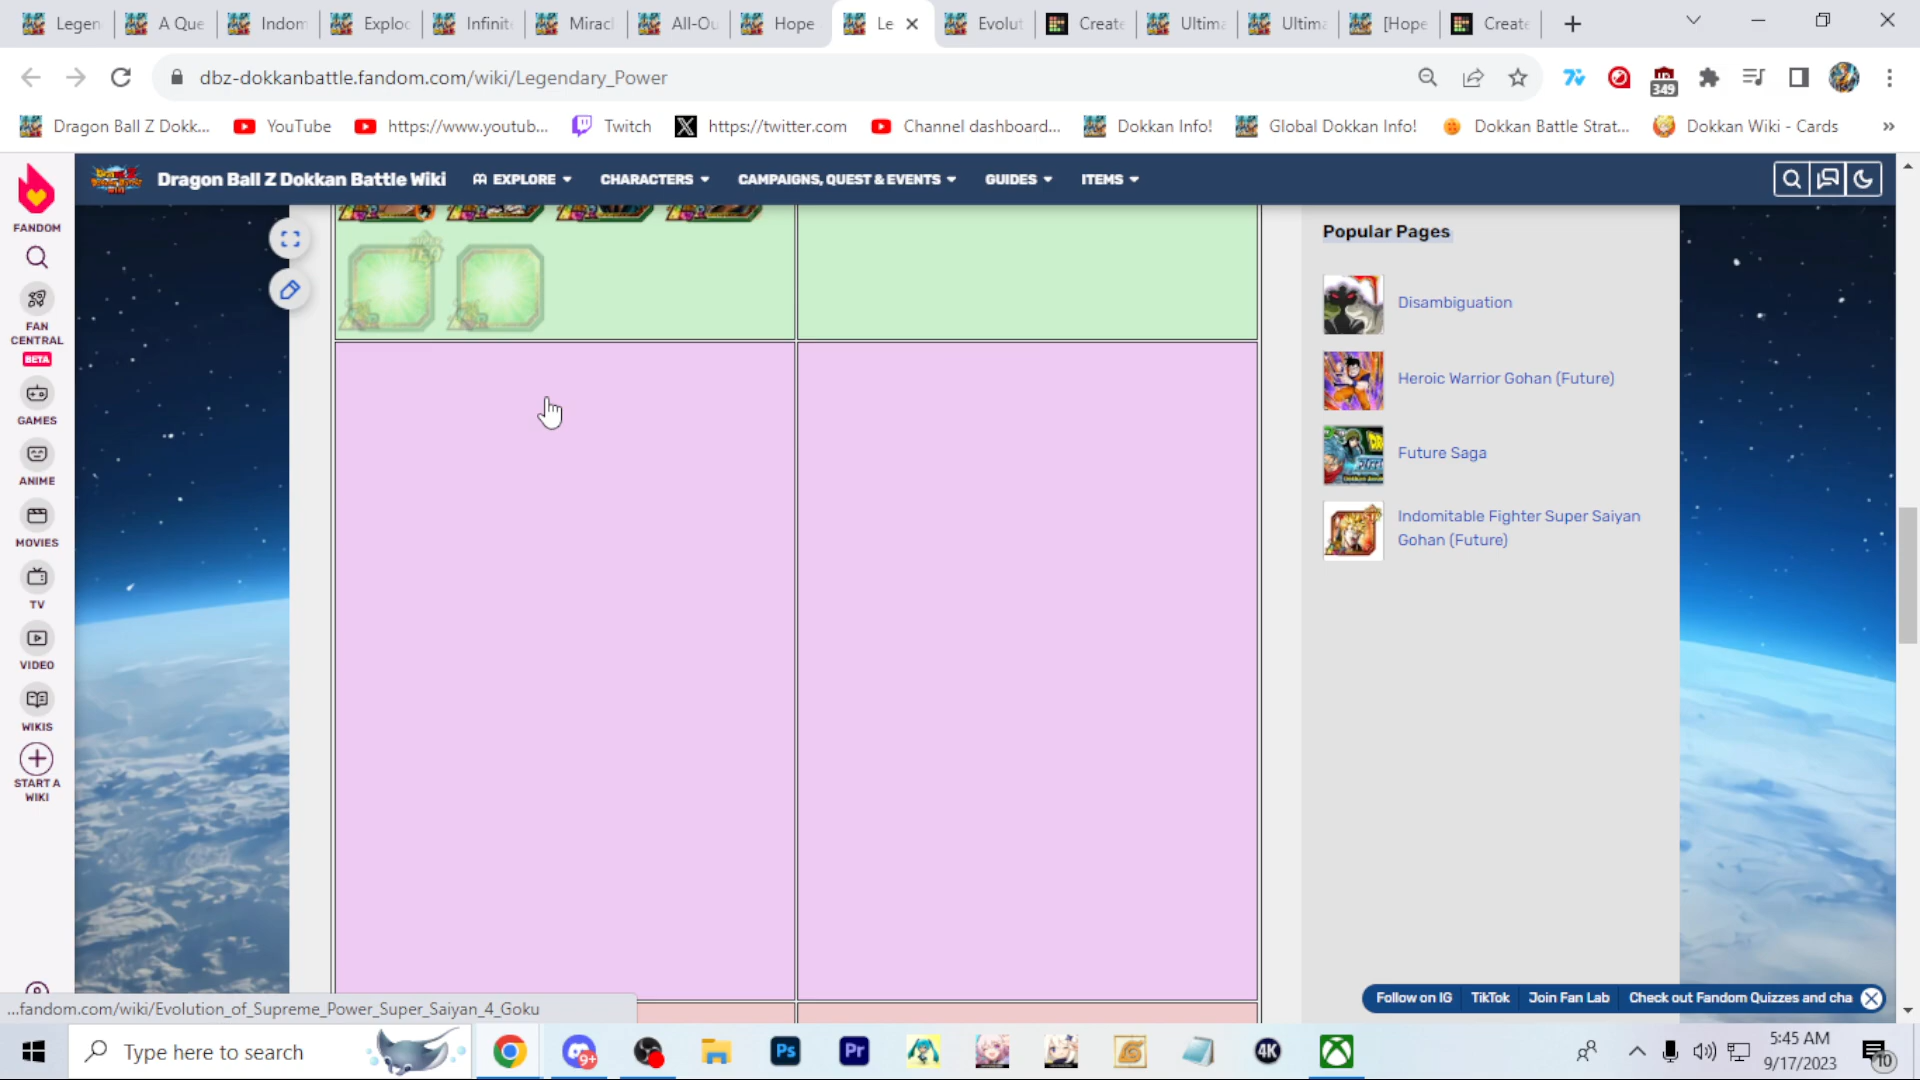 Legen
A Que
Indom
Exploc
Infinit
Miracl
All-Ou
Hope
Le
Evolut
Create
Ultima
Ultima
[Hope
Create
dbz-dokkanbattle.fandom.com/wiki/Legendary_Power
349
Dragon Ball Z Dokk...
YouTube
https://www.youtub...
Twitch
https://twitter.com
Channel dashboard...
Dokkan Info!
Global Dokkan Info!
Dokkan Battle Strat...
Dokkan Wiki - Cards
»
Dragon Ball Z Dokkan Battle Wiki
EXPLORE
CHARACTERS
CAMPAIGNS, QUEST & EVENTS
GUIDES
ITEMS
FANDOM
FAN
CENTRAL
BETA
GAMES
ANIME
MOVIES
TV
VIDEO
WIKIS
START A
WIKI
Popular Pages
Disambiguation
Heroic Warrior Gohan (Future)
Future Saga
Indomitable Fighter Super Saiyan
Gohan (Future)
Follow on IG
TikTok
Join Fan Lab
Check out Fandom Quizzes and cha
...fandom.com/wiki/Evolution_of_Supreme_Power_Super_Saiyan_4_Goku
Type here to search
9+
Ps
Pr
4K
5:45 AM
9/17/2023
10